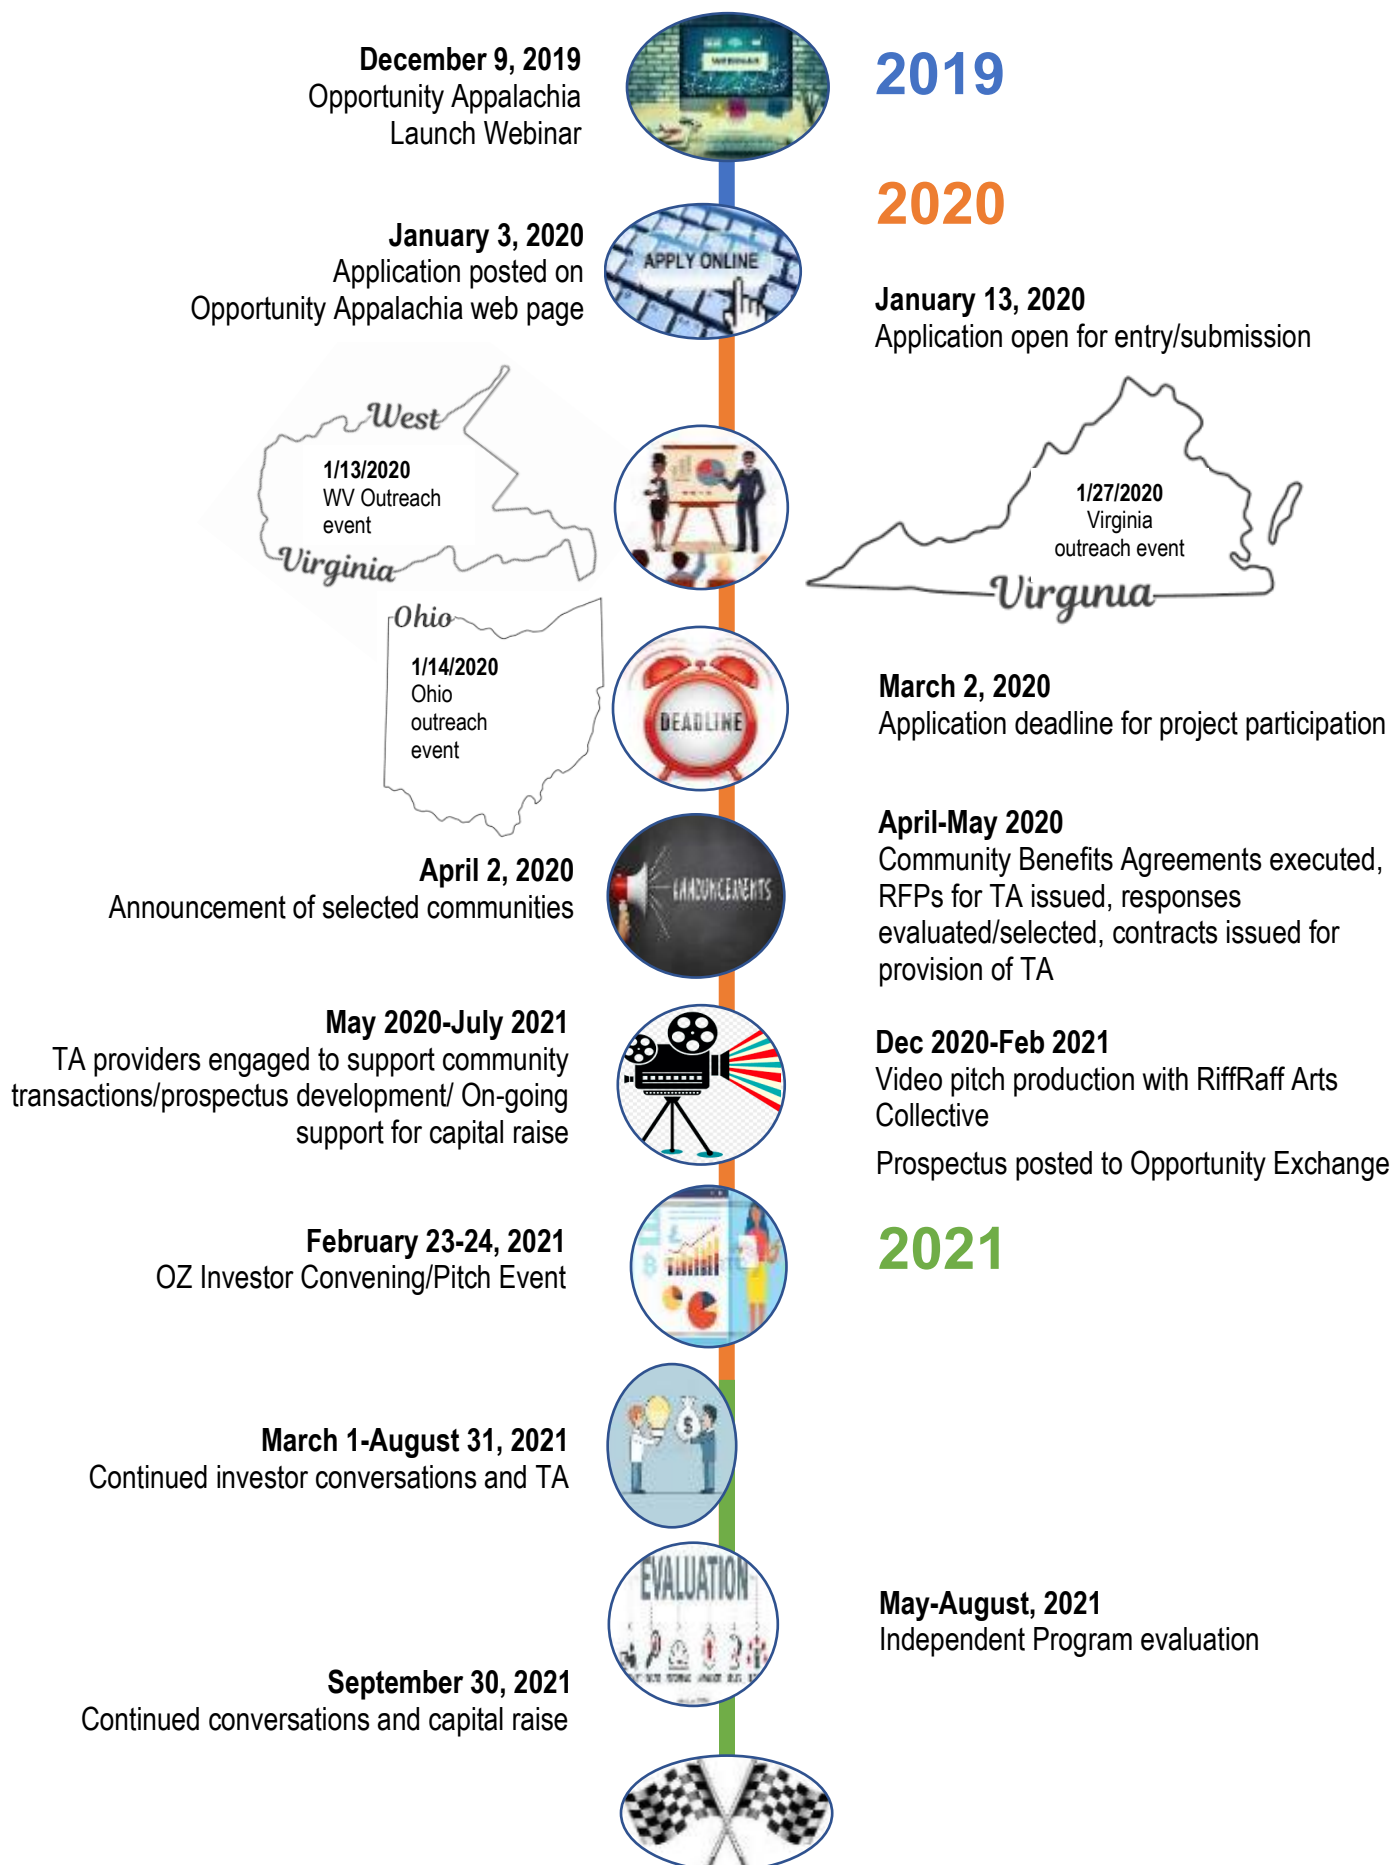 December 9, 2019
Opportunity Appalachia
Launch Webinar
WEBINAR
2019
2020
January 3, 2020
Application posted on
Opportunity Appalachia web page
APPLY ONLINE
January 13, 2020
Application open for entry/submission
West
1/13/2020
WV Outreach
event
Virginia
1/27/2020
Virginia
outreach event
Virginia
Ohio
1/14/2020
Ohio
outreach
event
DEADLINE
March 2, 2020
Application deadline for project participation
April 2, 2020
Announcement of selected communities
ANNOUNCEMENTS
April-May 2020
Community Benefits Agreements executed,
RFPs for TA issued, responses
evaluated/selected, contracts issued for
provision of TA
May 2020-July 2021
TA providers engaged to support community
transactions/prospectus development/ On-going
support for capital raise
Dec 2020-Feb 2021
Video pitch production with RiffRaff Arts
Collective
Prospectus posted to Opportunity Exchange
February 23-24, 2021
OZ Investor Convening/Pitch Event
2021
March 1-August 31, 2021
Continued investor conversations and TA
$
EVALUATION
May-August, 2021
Independent Program evaluation
September 30, 2021
Continued conversations and capital raise